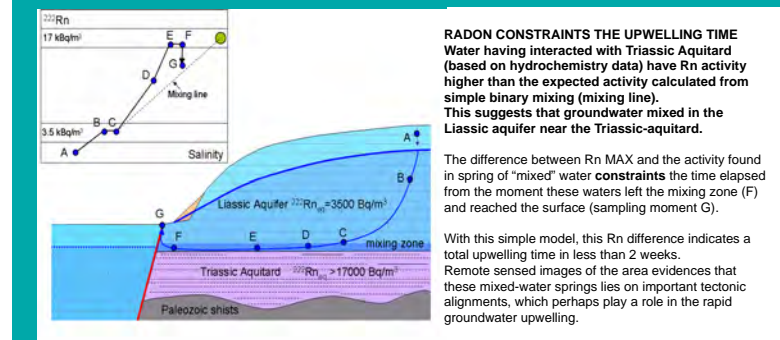 ²²²Rn
17 kBq/m³
E F
G
D
Mixing line
B C
3.5 kBq/m³
A
Salinity
A
B
Liassic Aquifer ²²²Rnₑq=3500 Bq/m³
G
F E D C
mixing zone
Triassic Aquitard ²²²Rnₑq >17000 Bq/m³
Paleozoic shists
RADON CONSTRAINTS THE UPWELLING TIME
Water having interacted with Triassic Aquitard
(based on hydrochemistry data) have Rn activity
higher than the expected activity calculated from
simple binary mixing (mixing line).
This suggests that groundwater mixed in the
Liassic aquifer near the Triassic-aquitard.
The difference between Rn MAX and the activity found
in spring of “mixed” water constraints the time elapsed
from the moment these waters left the mixing zone (F)
and reached the surface (sampling moment G).
With this simple model, this Rn difference indicates a
total upwelling time in less than 2 weeks.
Remote sensed images of the area evidences that
these mixed-water springs lies on important tectonic
alignments, which perhaps play a role in the rapid
groundwater upwelling.